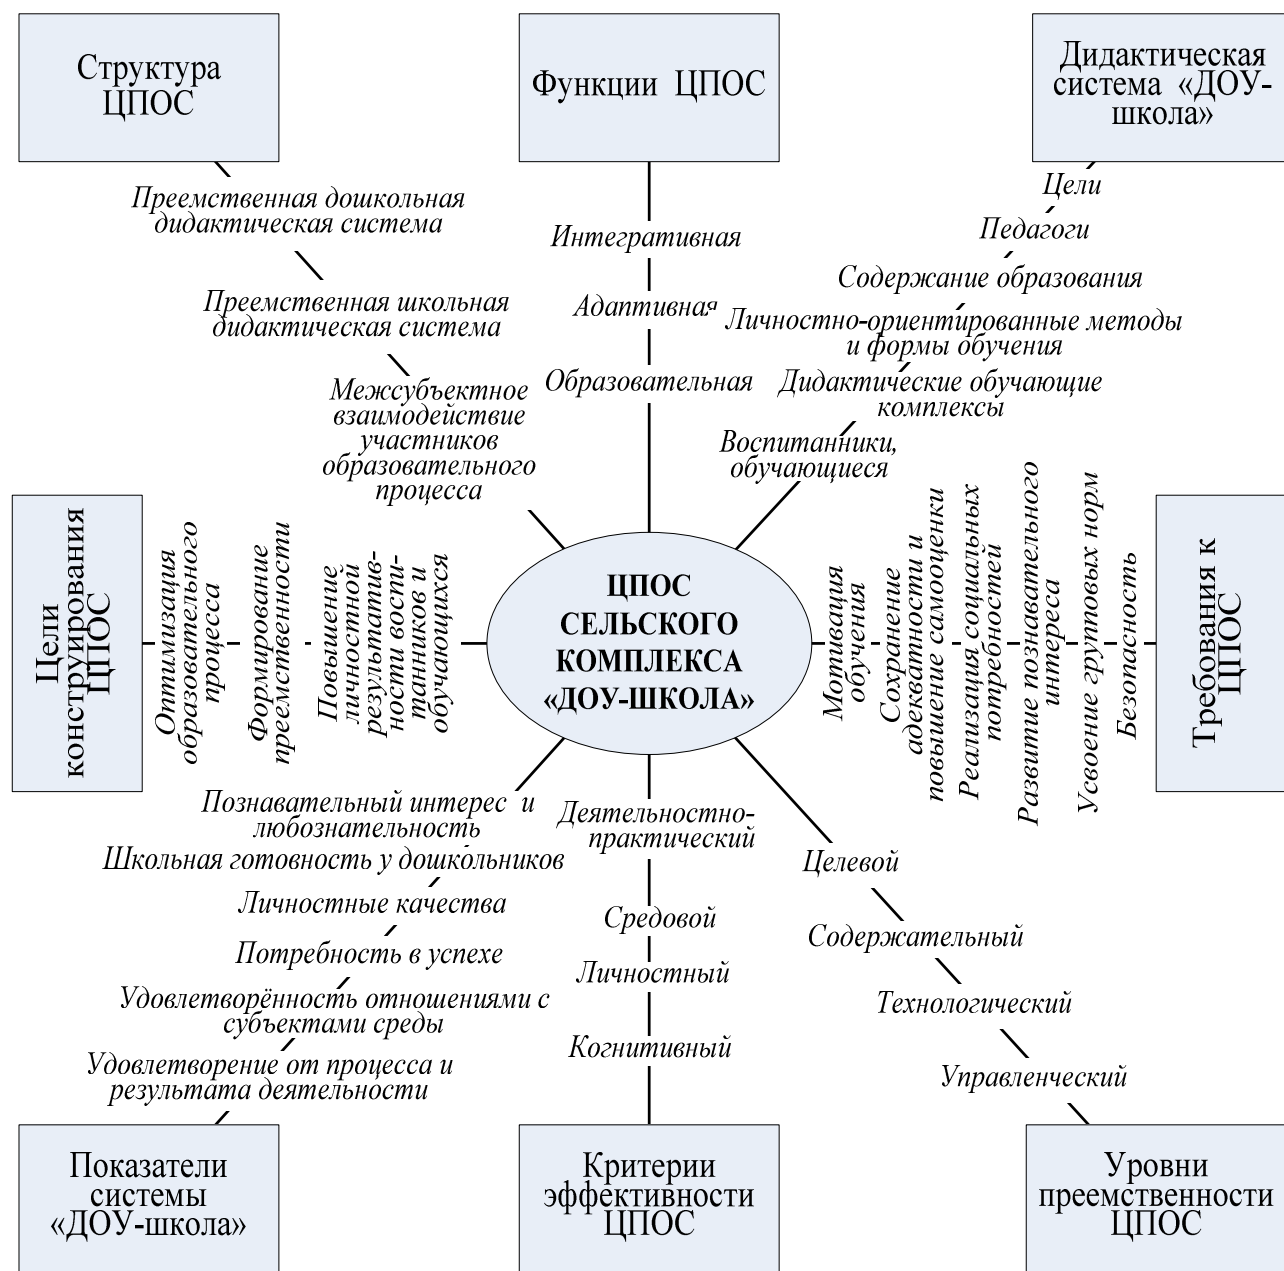 Структура
ЦПОС
Функции ЦПОС
Дидактическая
система «ДОУ-
школа»
Преемственная дошкольная
дидактическая система
Преемственная школьная
дидактическая система
Межсубъектное
взаимодействие
участников
образовательного
процесса
Интегративная
Адаптивная
Образовательная
Цели
Педагоги
Содержание образования
Личностно-ориентированные методы
и формы обучения
Дидактические обучающие
комплексы
Воспитанники,
обучающиеся
Цели
конструирования
ЦПОС
Оптимизация
образовательного
процесса
Формирование
преемственности
Повышение
личностной
результатив-
ности воспи-
танников и
обучающихся
ЦПОС
СЕЛЬСКОГО
КОМПЛЕКСА
«ДОУ-ШКОЛА»
Мотивация
обучения
Сохранение
адекватности и
повышение самооценки
Реализация социальных
потребностей
Развитие познавательного
интереса
Усвоение групповых норм
Безопасность
Требования к
ЦПОС
Познавательный интерес и
любознательность
Школьная готовность у дошкольников
Личностные качества
Потребность в успехе
Удовлетворённость отношениями с
субъектами среды
Удовлетворение от процесса и
результата деятельности
Деятельностно-
практический
Средовой
Личностный
Когнитивный
Целевой
Содержательный
Технологический
Управленческий
Показатели
системы
«ДОУ-школа»
Критерии
эффективности
ЦПОС
Уровни
преемственности
ЦПОС